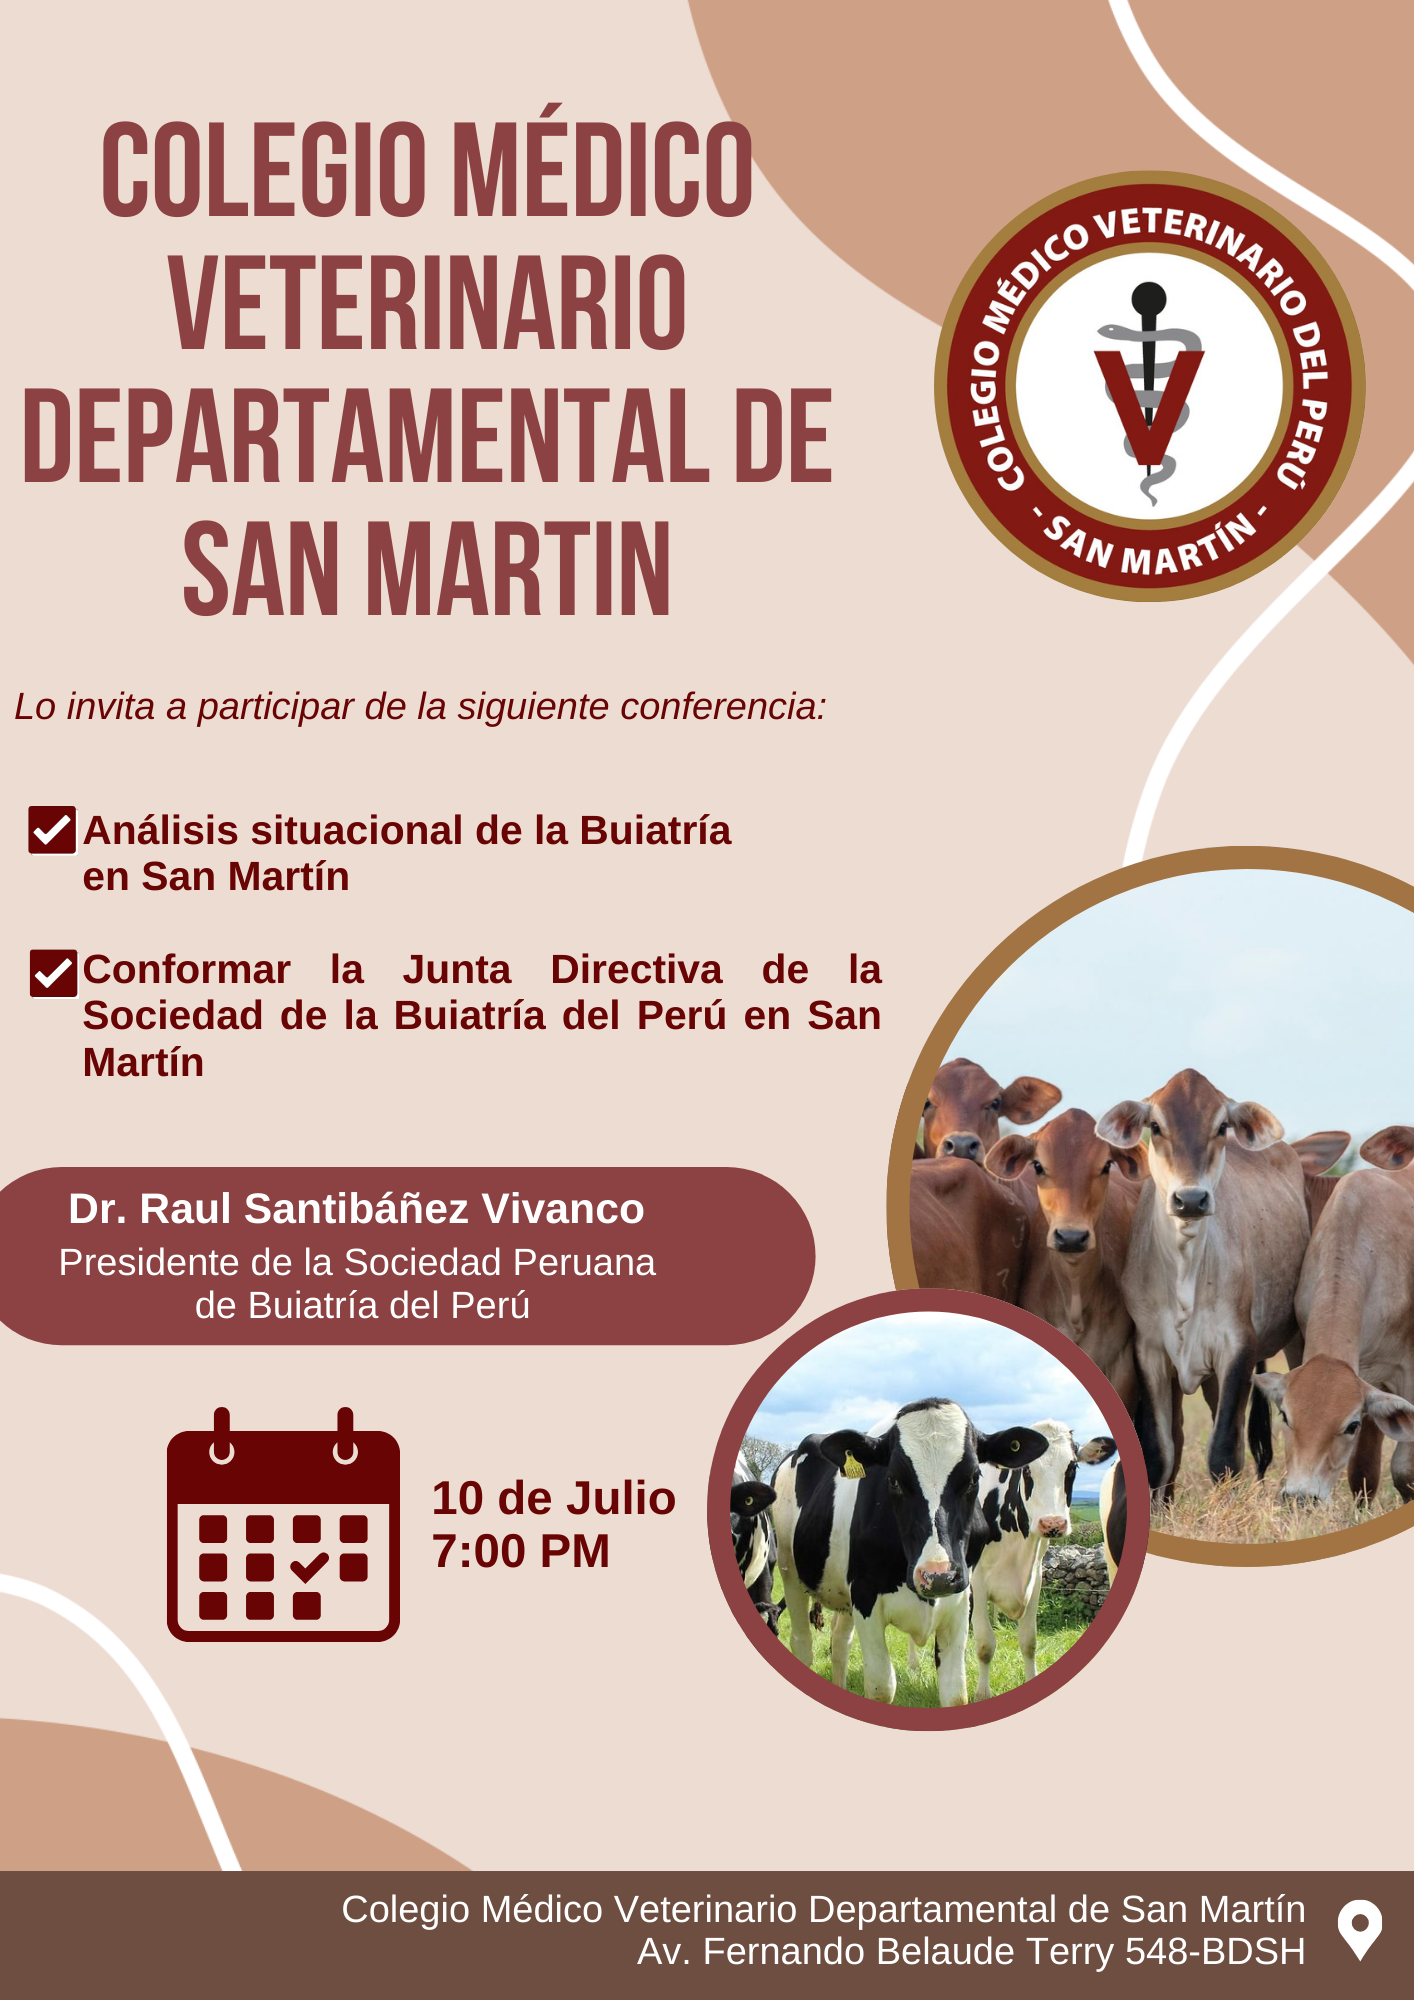 COLEGIO MÉDICO
VETERINARIO
DEPARTAMENTAL DE
SAN MARTIN
COLEGIO MÉDICO VETERINARIO DEL PERÚ
- SAN MARTÍN -
V
Lo invita a participar de la siguiente conferencia:
Análisis situacional de la Buiatría
en San Martín
Conformar la Junta Directiva de la
Sociedad de la Buiatría del Perú en San
Martín
Dr. Raul Santibáñez Vivanco
Presidente de la Sociedad Peruana
de Buiatría del Perú
10 de Julio
7:00 PM
Colegio Médico Veterinario Departamental de San Martín
Av. Fernando Belaude Terry 548-BDSH